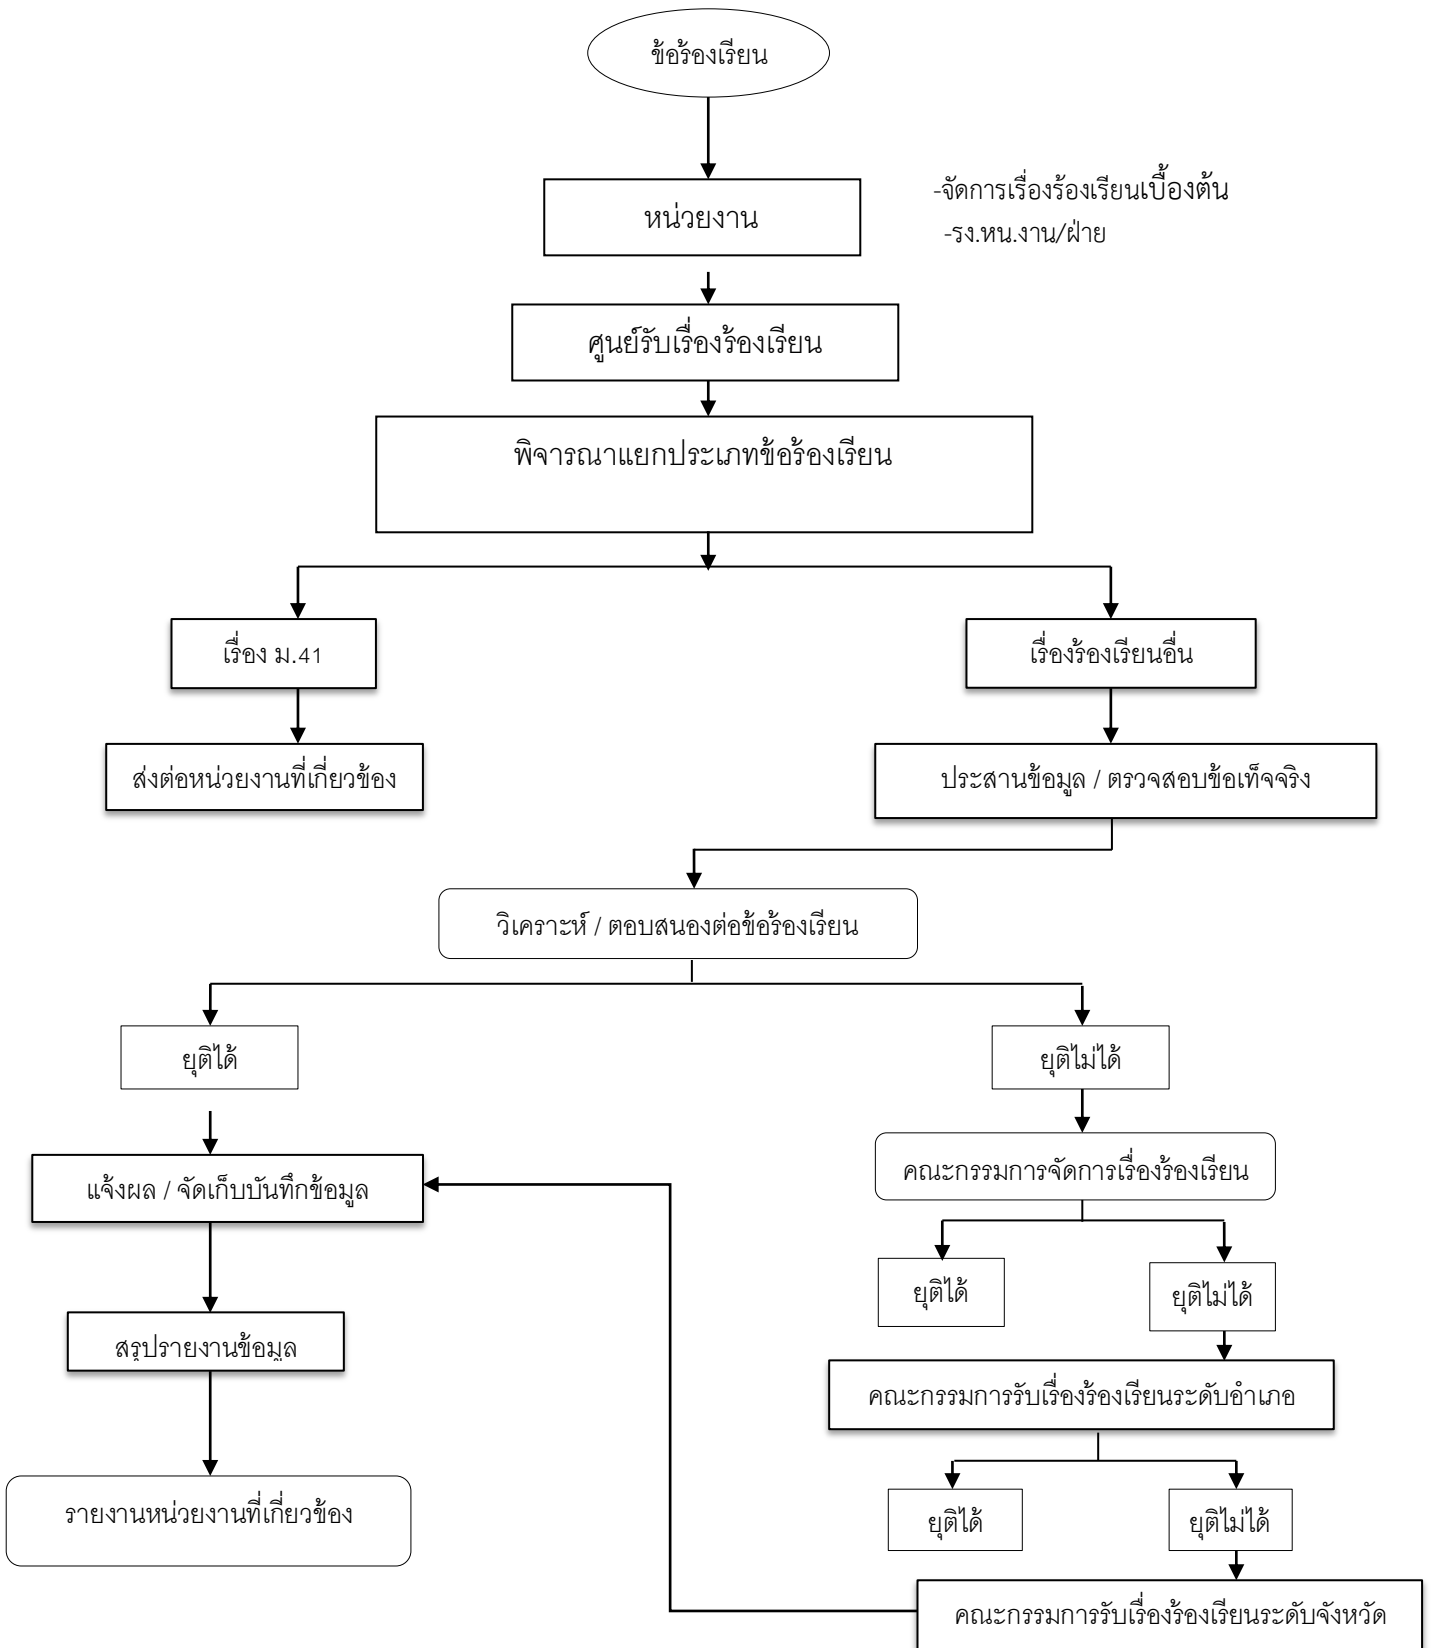 ข้อร้องเรียน
หน่วยงาน
-จัดการเรื่องร้องเรียนเบื้องต้น
-รง.หน.งาน/ฝ่าย
ศูนย์รับเรื่องร้องเรียน
พิจารณาแยกประเภทข้อร้องเรียน
เรื่อง ม.41
เรื่องร้องเรียนอื่น
ส่งต่อหน่วยงานที่เกี่ยวข้อง
ประสานข้อมูล / ตรวจสอบข้อเท็จจริง
วิเคราะห์ / ตอบสนองต่อข้อร้องเรียน
ยุติได้
ยุติไม่ได้
แจ้งผล / จัดเก็บบันทึกข้อมูล
คณะกรรมการจัดการเรื่องร้องเรียน
ยุติได้
ยุติไม่ได้
สรุปรายงานข้อมูล
คณะกรรมการรับเรื่องร้องเรียนระดับอำเภอ
รายงานหน่วยงานที่เกี่ยวข้อง
ยุติได้
ยุติไม่ได้
คณะกรรมการรับเรื่องร้องเรียนระดับจังหวัด